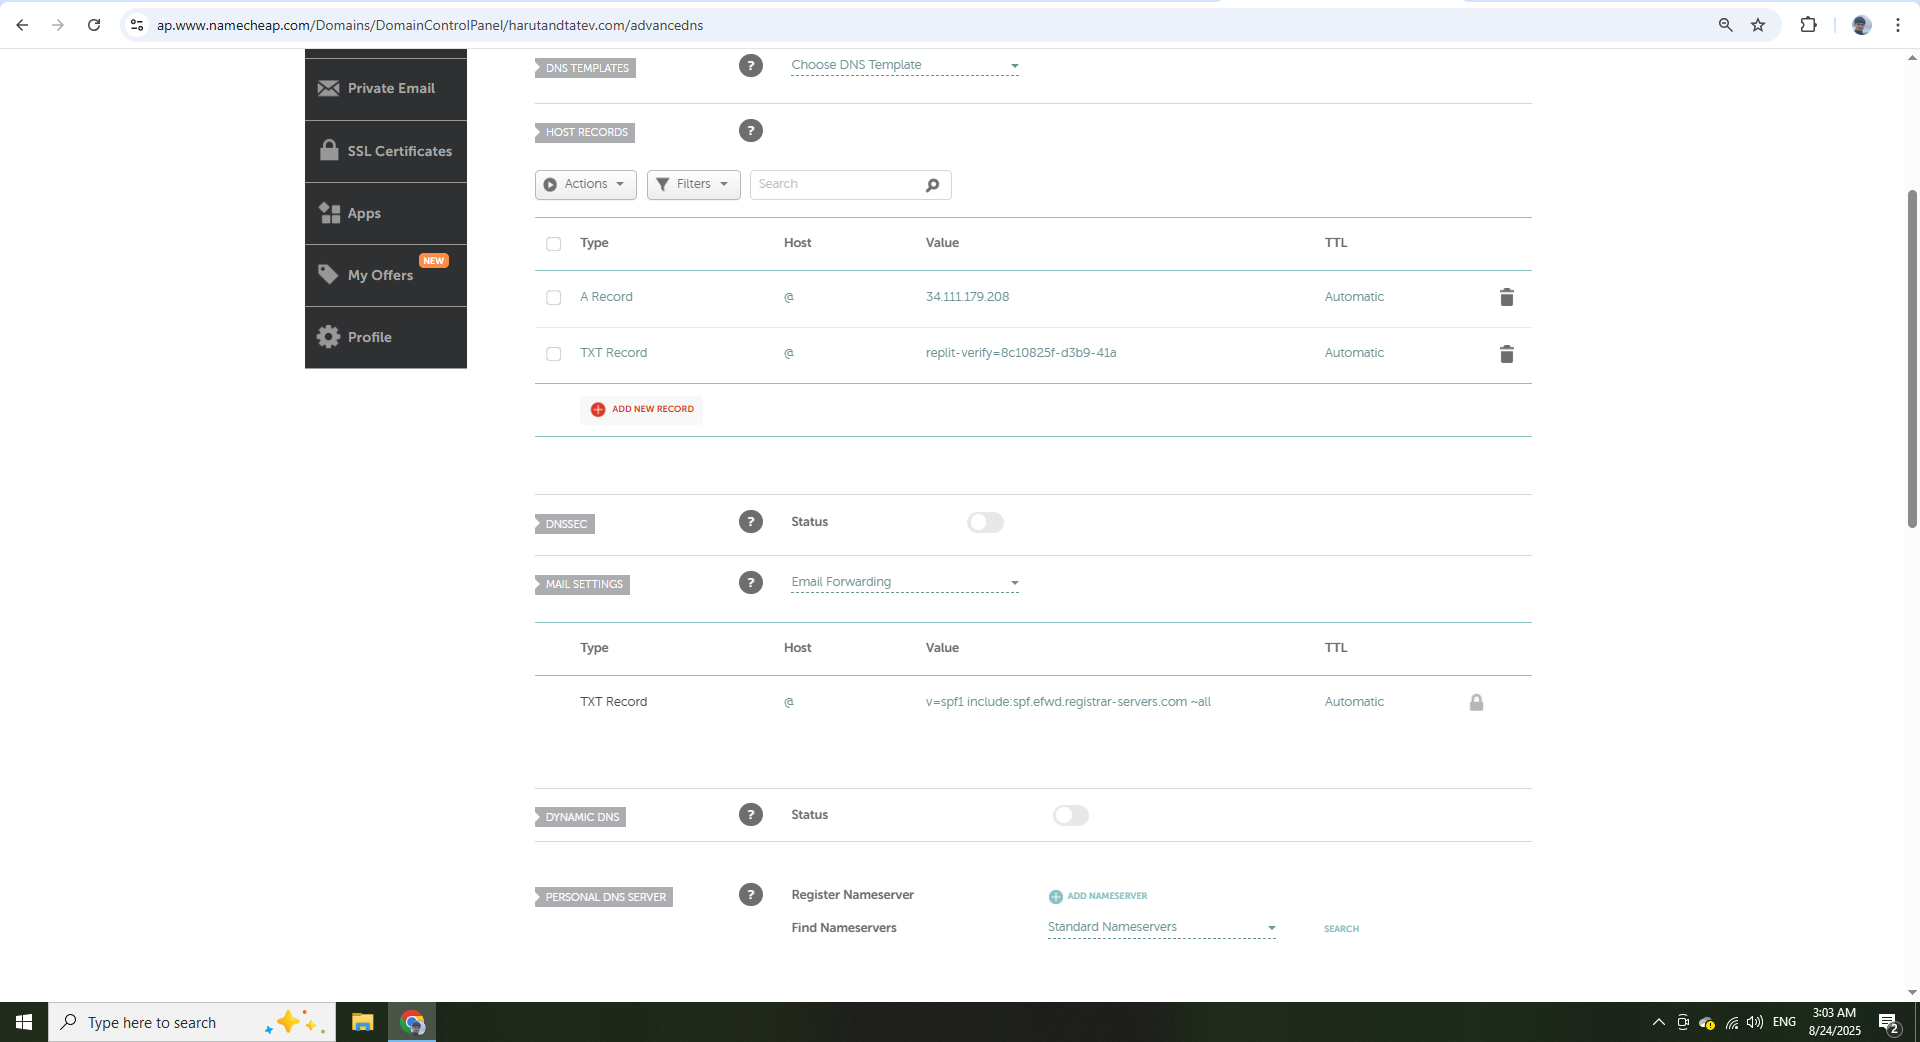 ap.www.namecheap.com/Domains/DomainControlPanel/harutandtatev.com/advancedns
Private Email
SSL Certificates
Apps
My Offers
NEW
Profile
DNS TEMPLATES
?
Choose DNS Template
HOST RECORDS
?
Actions
Filters
Search
Type Host Value TTL
A Record @ 34.111.179.208 Automatic
TXT Record @ replit-verify=8c10825f-d3b9-41a Automatic
ADD NEW RECORD
DNSSEC
?
Status
MAIL SETTINGS
?
Email Forwarding
Type Host Value TTL
TXT Record @ v=spf1 include:spf.efwd.registrar-servers.com ~all Automatic
DYNAMIC DNS
?
Status
PERSONAL DNS SERVER
?
Register Nameserver
ADD NAMESERVER
Find Nameservers
Standard Nameservers
SEARCH
Type here to search
ENG
3:03 AM
8/24/2025
2